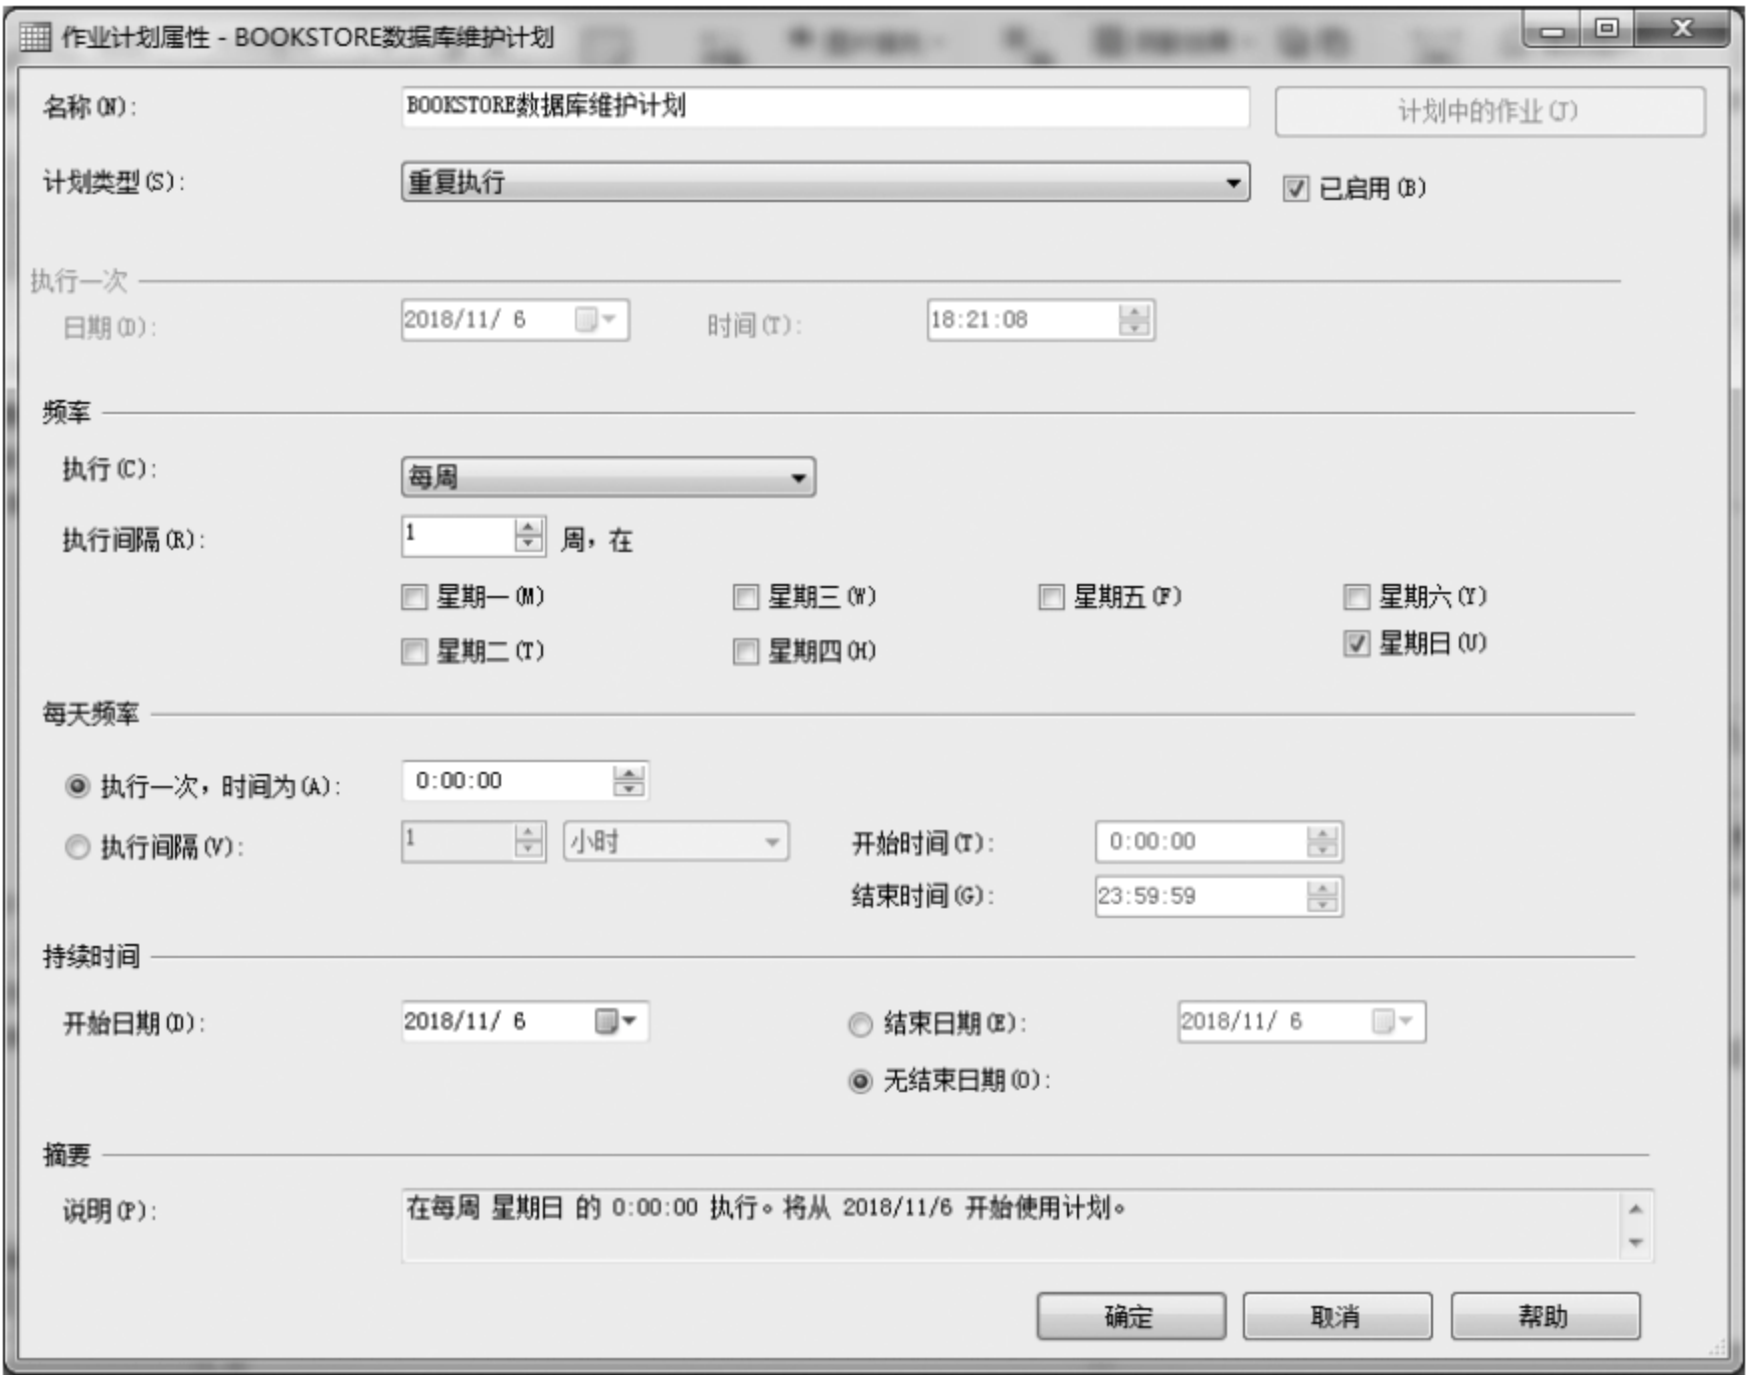 作业计划属性 - BOOKSTORE数据库维护计划
名称(N): BOOKSTORE数据库维护计划 计划中的作业(J)
计划类型(S): 重复执行 已启用(B)
执行一次
日期(D): 2018/11/ 6 时间(T): 18:21:08
频率
执行(C): 每周
执行间隔(R): 1 周，在
星期一(M) 星期三(W) 星期五(F) 星期六(Y)
星期二(T) 星期四(H) 星期日(U)
每天频率
执行一次，时间为(A): 0:00:00
执行间隔(V): 1 小时 开始时间(T): 0:00:00
结束时间(G): 23:59:59
持续时间
开始日期(D): 2018/11/ 6 结束日期(E): 2018/11/ 6
无结束日期(O):
摘要
说明(P): 在每周 星期日 的 0:00:00 执行。将从 2018/11/6 开始使用计划。
确定 取消 帮助